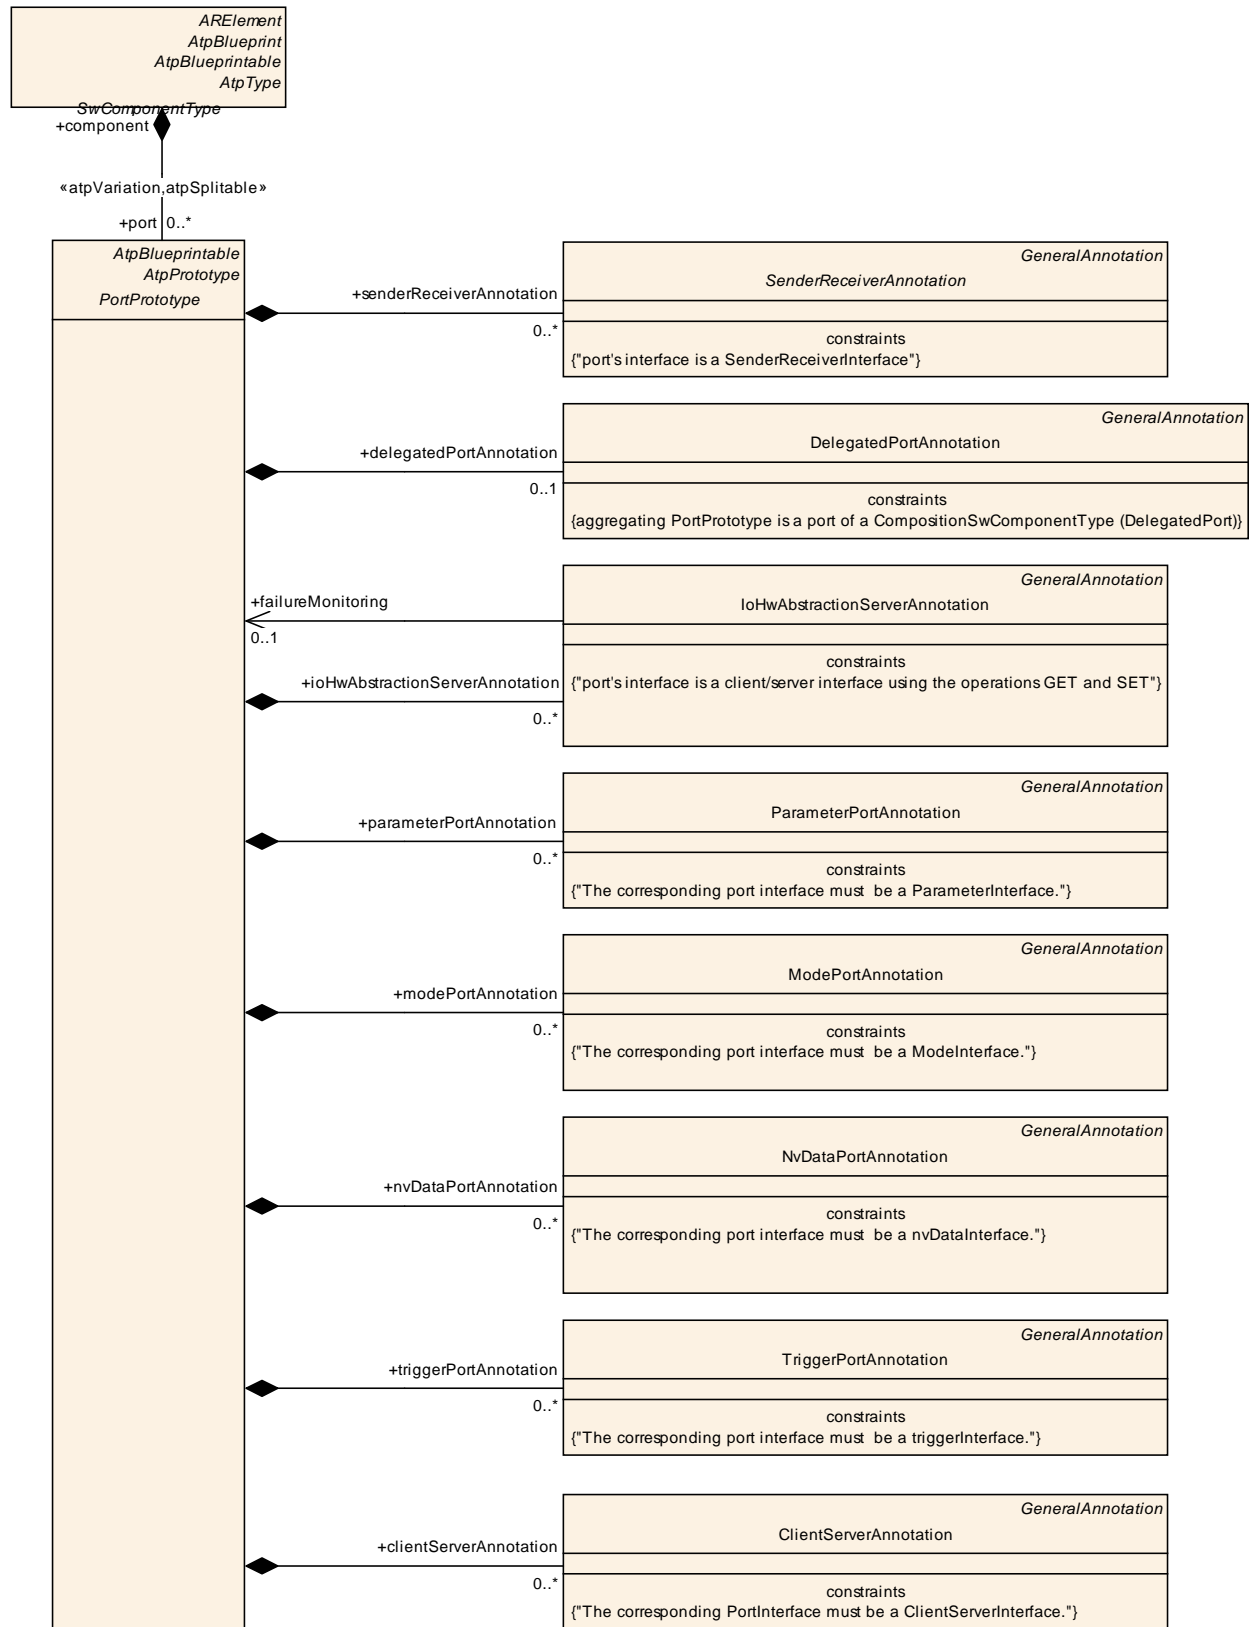 ARElement
AtpBlueprint
AtpBlueprintable
AtpType
SwComponentType
+component
«atpVariation,atpSplitable»
+port 0..*
AtpBlueprintable
AtpPrototype
PortPrototype
+senderReceiverAnnotation
0..*
GeneralAnnotation
SenderReceiverAnnotation
constraints
{"port's interface is a SenderReceiverInterface"}
+delegatedPortAnnotation
0..1
GeneralAnnotation
DelegatedPortAnnotation
constraints
{aggregating PortPrototype is a port of a CompositionSwComponentType (DelegatedPort)}
+failureMonitoring
0..1
+ioHwAbstractionServerAnnotation
0..*
GeneralAnnotation
IoHwAbstractionServerAnnotation
constraints
{"port's interface is a client/server interface using the operations GET and SET"}
+parameterPortAnnotation
0..*
GeneralAnnotation
ParameterPortAnnotation
constraints
{"The corresponding port interface must  be a ParameterInterface."}
+modePortAnnotation
0..*
GeneralAnnotation
ModePortAnnotation
constraints
{"The corresponding port interface must  be a ModeInterface."}
+nvDataPortAnnotation
0..*
GeneralAnnotation
NvDataPortAnnotation
constraints
{"The corresponding port interface must  be a nvDataInterface."}
+triggerPortAnnotation
0..*
GeneralAnnotation
TriggerPortAnnotation
constraints
{"The corresponding port interface must  be a triggerInterface."}
+clientServerAnnotation
0..*
GeneralAnnotation
ClientServerAnnotation
constraints
{"The corresponding PortInterface must be a ClientServerInterface."}